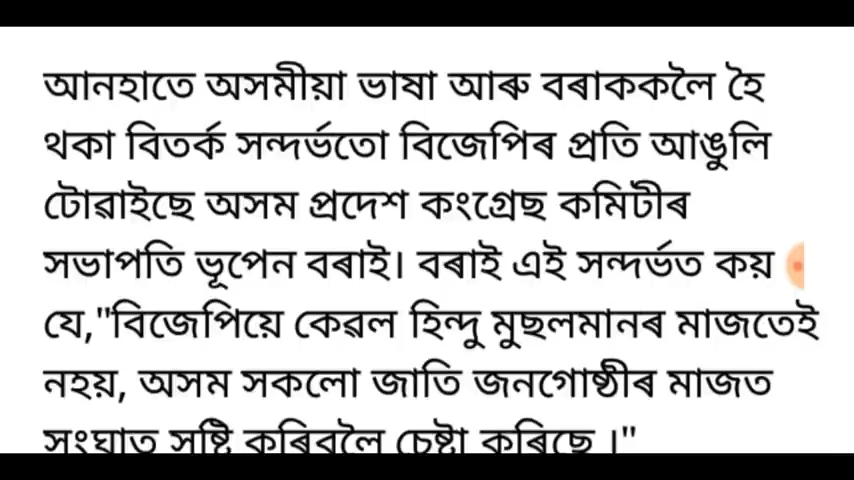 আনহাতে অসমীয়া ভাষা আৰু বৰাককলৈ হৈ
থকা বিতৰ্ক সন্দৰ্ভতো বিজেপিৰ প্ৰতি আঙুলি
টোৱাইছে অসম প্ৰদেশ কংগ্ৰেছ কমিটীৰ
সভাপতি ভূপেন বৰাই। বৰাই এই সন্দৰ্ভত কয়
যে,"বিজেপিয়ে কেৱল হিন্দু মুছলমানৰ মাজতেই
নহয়, অসম সকলো জাতি জনগোষ্ঠীৰ মাজত
সংঘাত সৃষ্টি কৰিবলৈ চেষ্টা কৰিছে ।"